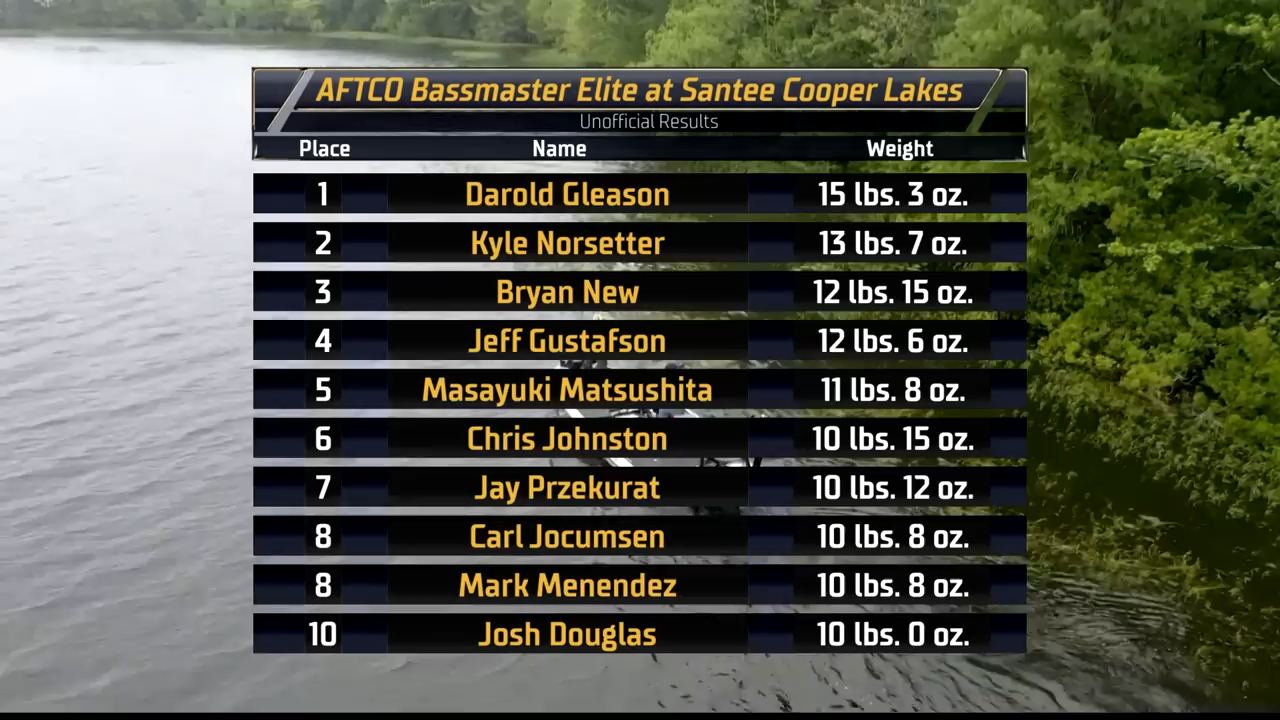 AFTCO Bassmaster Elite at Santee Cooper Lakes
Unofficial Results
Place Name Weight
1 Darold Gleason 15 lbs. 3 oz.
2 Kyle Norsetter 13 lbs. 7 oz.
3 Bryan New 12 lbs. 15 oz.
4 Jeff Gustafson 12 lbs. 6 oz.
5 Masayuki Matsushita 11 lbs. 8 oz.
6 Chris Johnston 10 lbs. 15 oz.
7 Jay Przekurat 10 lbs. 12 oz.
8 Carl Jocumsen 10 lbs. 8 oz.
8 Mark Menendez 10 lbs. 8 oz.
10 Josh Douglas 10 lbs. 0 oz.